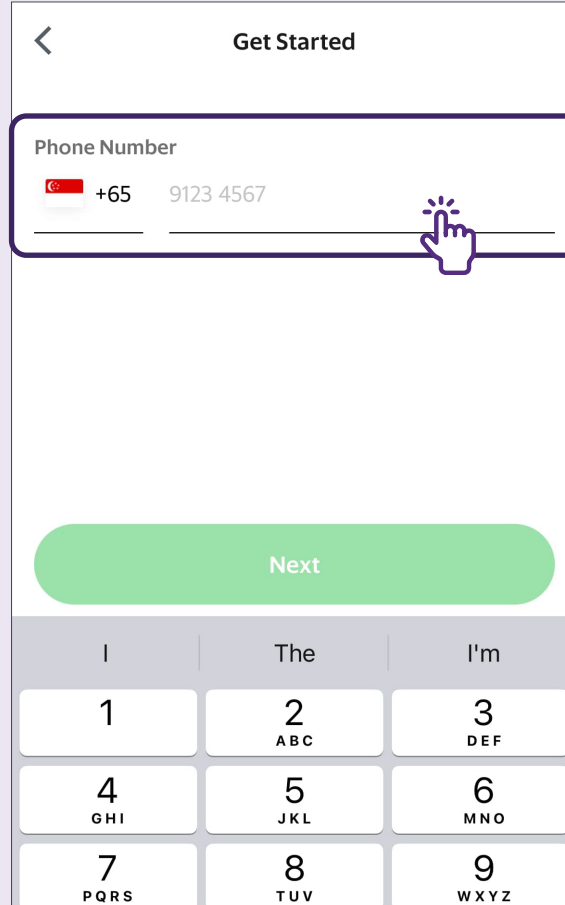 Get Started
Phone Number
+65 9123 4567
Next
I The I'm
1 2 3
ABC DEF
4 5 6
GHI JKL MNO
7 8 9
PQRS TUV WXYZ